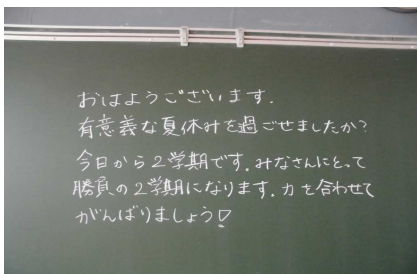 おはようございます.
有意義な夏休みを過ごせましたか?
今日から2学期です.みなさんにとって
勝負の2学期になります.力を合わせて
がんばりましょう!